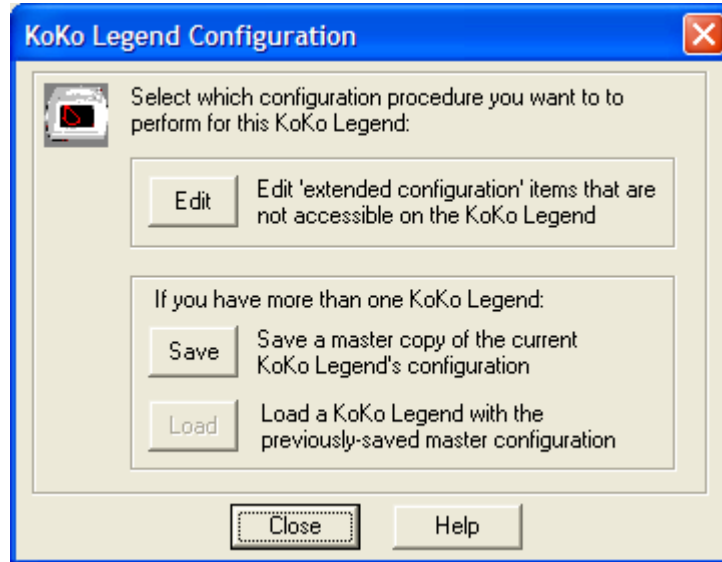 KoKo Legend Configuration
Select which configuration procedure you want to to
perform for this KoKo Legend:
Edit
Edit 'extended configuration' items that are
not accessible on the KoKo Legend
If you have more than one KoKo Legend:
Save
Save a master copy of the current
KoKo Legend's configuration
Load
Load a KoKo Legend with the
previously-saved master configuration
Close
Help